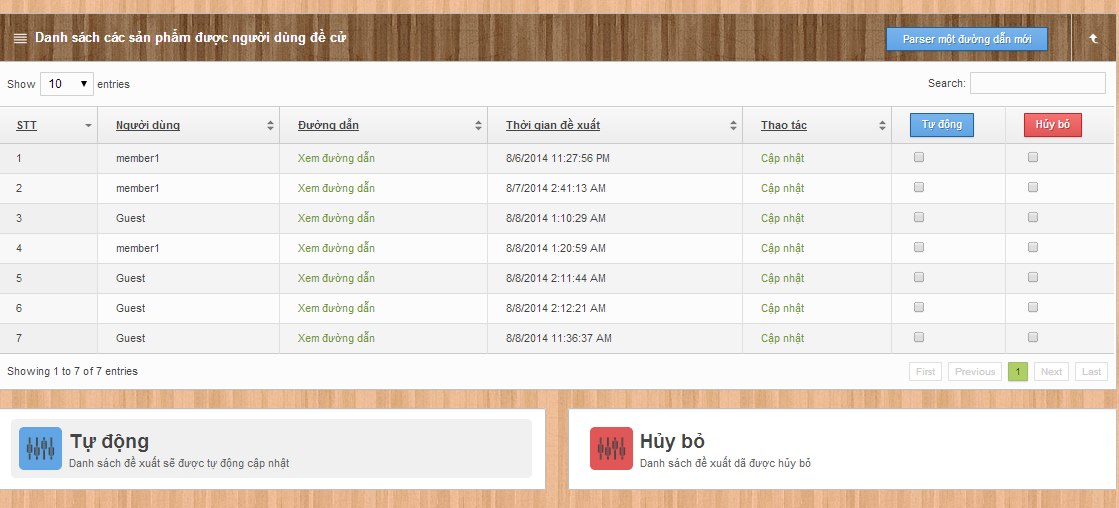 Danh sách các sản phẩm được người dùng đề cử Parser một đường dẫn mới
Show 10 entries Search:
STT Người dùng Đường dẫn Thời gian đề xuất Thao tác Tự động Hủy bỏ
1 member1 Xem đường dẫn 8/6/2014 11:27:56 PM Cập nhật
2 member1 Xem đường dẫn 8/7/2014 2:41:13 AM Cập nhật
3 Guest Xem đường dẫn 8/8/2014 1:10:29 AM Cập nhật
4 member1 Xem đường dẫn 8/8/2014 1:20:59 AM Cập nhật
5 Guest Xem đường dẫn 8/8/2014 2:11:44 AM Cập nhật
6 Guest Xem đường dẫn 8/8/2014 2:12:21 AM Cập nhật
7 Guest Xem đường dẫn 8/8/2014 11:36:37 AM Cập nhật
Showing 1 to 7 of 7 entries First Previous 1 Next Last
Tự động
Danh sách đề xuất sẽ được tự động cập nhật
Hủy bỏ
Danh sách đề xuất dã được hủy bỏ